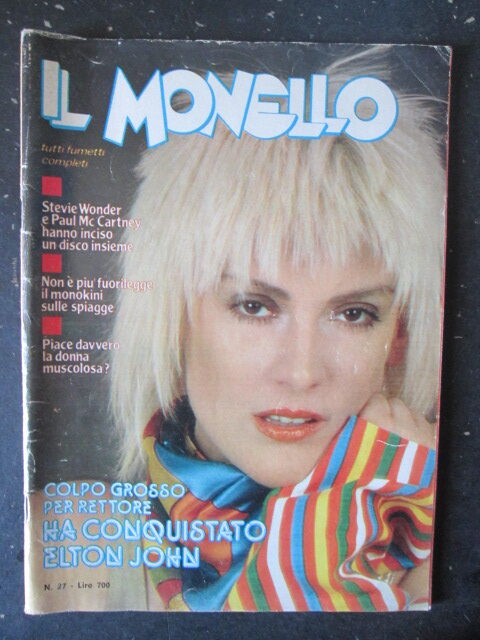 IL MONELLO
tutti fumetti
completi
Stevie Wonder
e Paul Mc Cartney
hanno inciso
un disco insieme
Non è piu' fuorilegge
il monokini
sulle spiagge
Piace davvero
la donna
muscolosa?
COLPO GROSSO
PER RETTORE
HA CONQUISTATO
ELTON JOHN
N. 27 - Lire 700